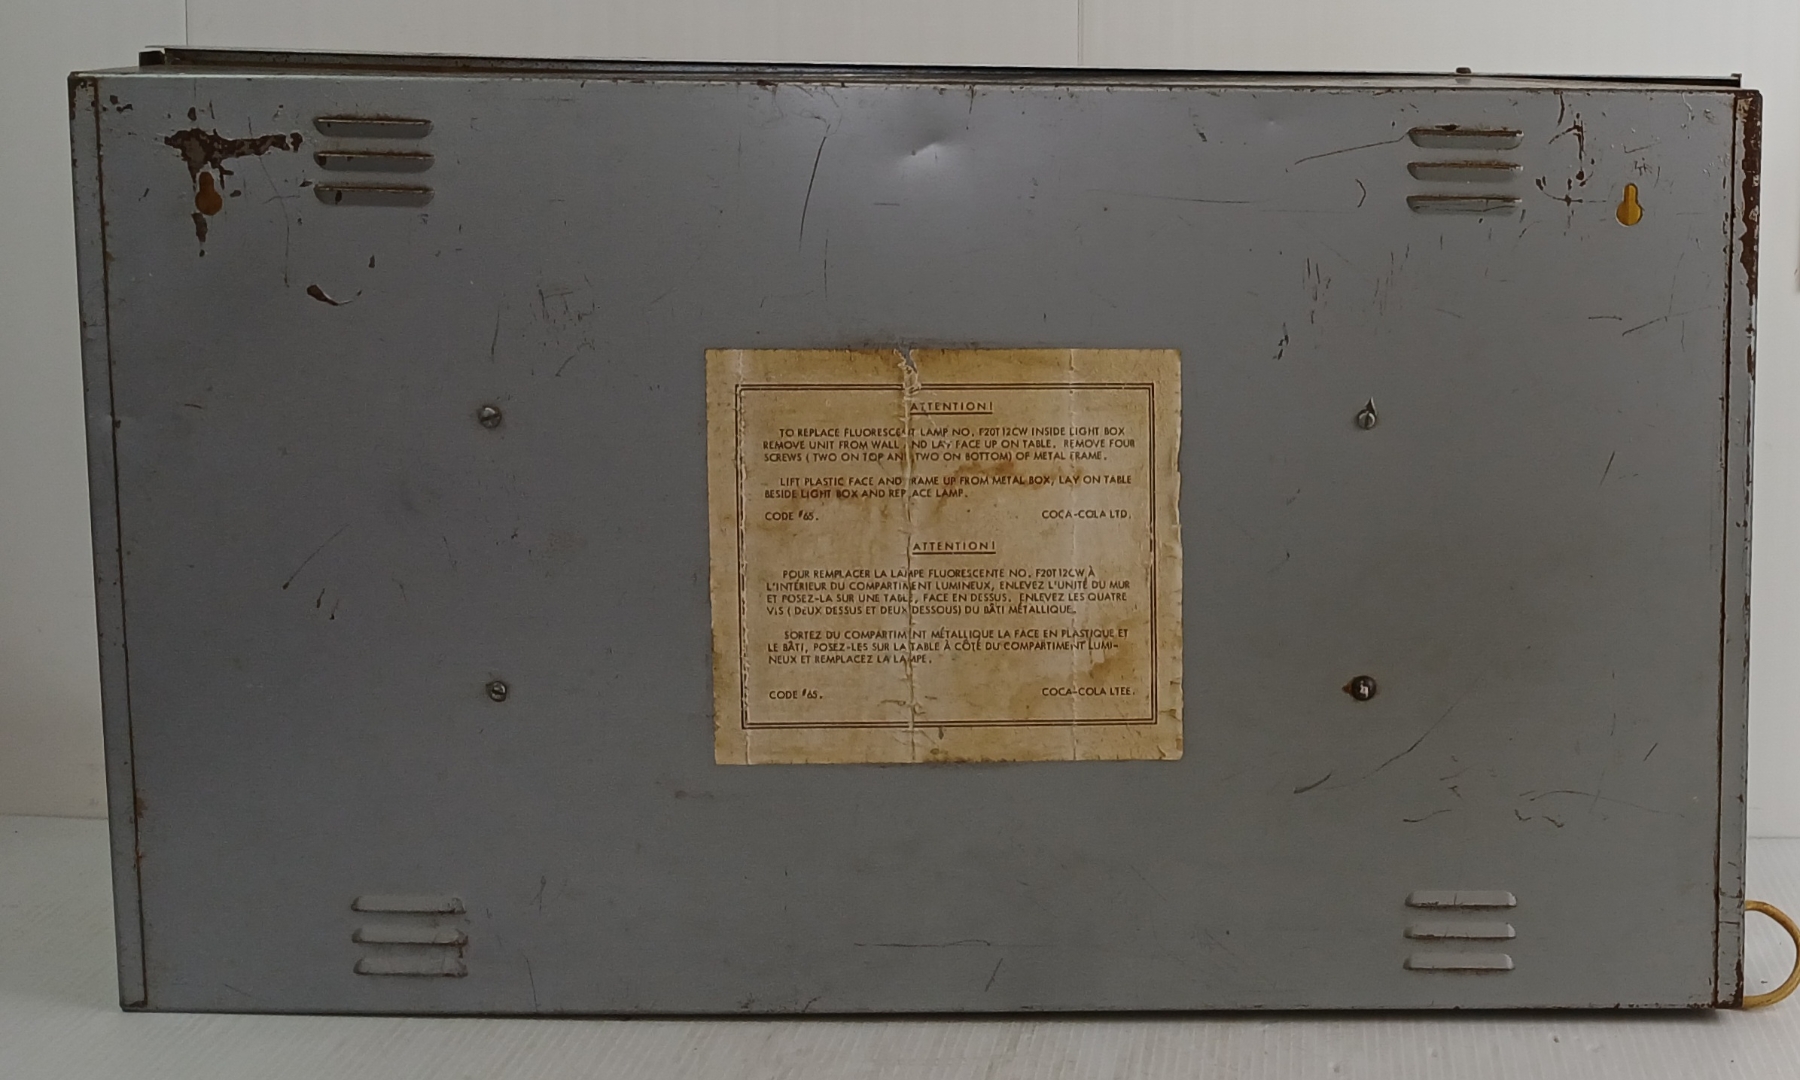 ATTENTION!
TO REPLACE FLUORESCENT LAMP NO. F20T12CW INSIDE LIGHT BOX
REMOVE UNIT FROM WALL AND LAY FACE UP ON TABLE. REMOVE FOUR
SCREWS ( TWO ON TOP AND TWO ON BOTTOM) OF METAL FRAME.
LIFT PLASTIC FACE AND FRAME UP FROM METAL BOX, LAY ON TABLE
BESIDE LIGHT BOX AND REPLACE LAMP.
CODE #65. COCA-COLA LTD.
ATTENTION!
POUR REMPLACER LA LAMPE FLUORESCENTE NO. F20T12CW À
L'INTÉRIEUR DU COMPARTIMENT LUMINEUX, ENLEVEZ L'UNITÉ DU MUR
ET POSEZ-LA SUR UNE TABLE, FACE EN DESSUS. ENLEVEZ LES QUATRE
VIS ( DEUX DESSUS ET DEUX DESSOUS) DU BÂTI MÉTALLIQUE.
SORTEZ DU COMPARTIMENT MÉTALLIQUE LA FACE EN PLASTIQUE ET
LE BÂTI, POSEZ-LES SUR LA TABLE À CÔTÉ DU COMPARTIMENT LUMI-
NEUX ET REMPLACEZ LA LAMPE.
CODE #65. COCA-COLA LTEE.